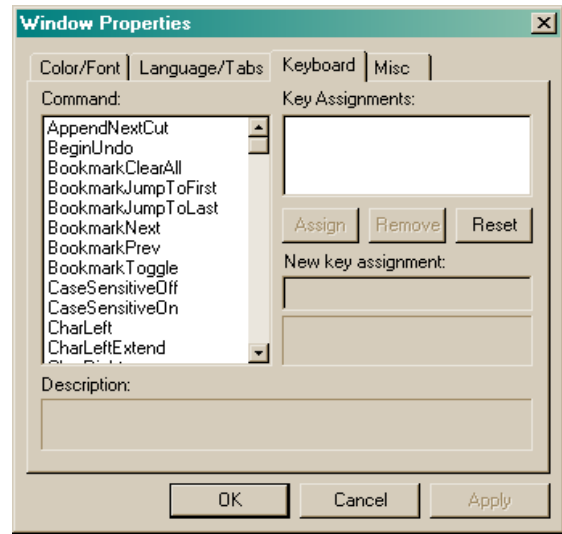 Window Properties
Color/Font
Language/Tabs
Keyboard
Misc
Command:
AppendNextCut
BeginUndo
BookmarkClearAll
BookmarkJumpToFirst
BookmarkJumpToLast
BookmarkNext
BookmarkPrev
BookmarkToggle
CaseSensitiveOff
CaseSensitiveOn
CharLeft
CharLeftExtend
Key Assignments:
Assign
Remove
Reset
New key assignment:
Description:
OK
Cancel
Apply